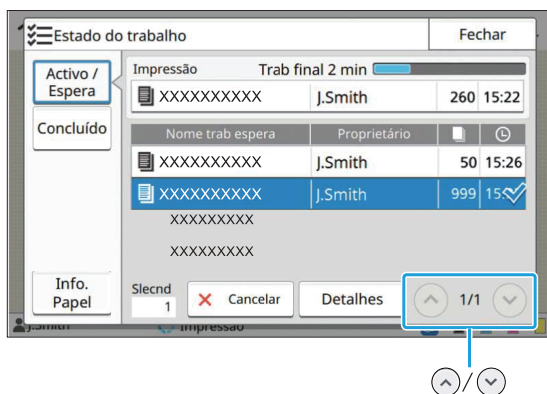 Estado do trabalho
Fechar
Activo /
Espera
Concluído
Info.
Papel
Impressão Trab final 2 min
XXXXXXXXXX J.Smith 260 15:22
Nome trab espera Proprietário
XXXXXXXXXX J.Smith 50 15:26
XXXXXXXXXX J.Smith 999 15:
XXXXXXXXX
XXXXXXXXX
Slecnd
1
Cancelar
Detalhes
1/1
J.Smith Impressão
/